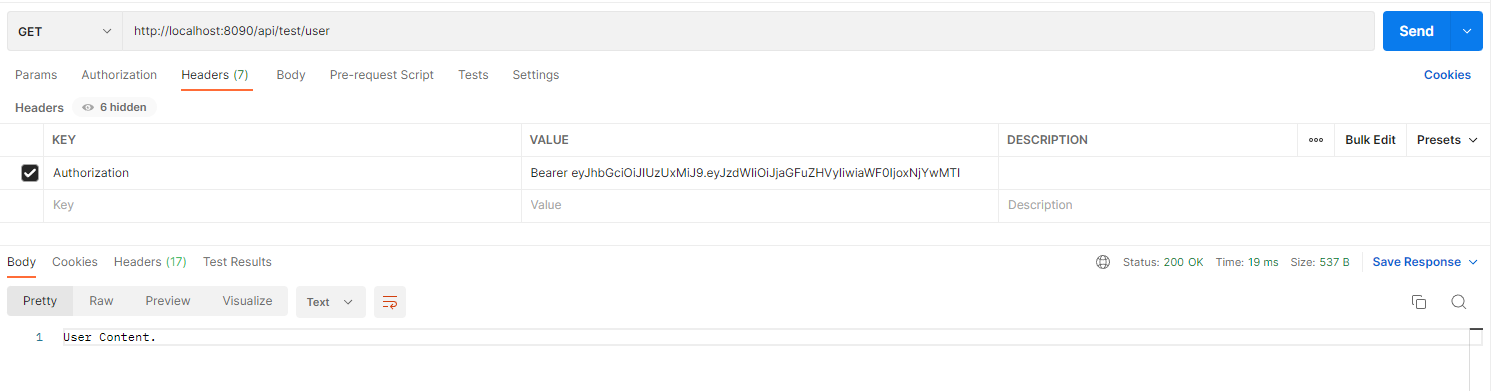 GET http://localhost:8090/api/test/user Send
Params Authorization Headers (7) Body Pre-request Script Tests Settings Cookies
Headers 6 hidden
KEY VALUE DESCRIPTION ooo Bulk Edit Presets
Authorization Bearer eyJhbGciOiJIUzUxMiJ9.eyJzdWIiOiJjaGFuZHVyIiwiaWF0IjoxNjYwMTI
Key Value Description
Body Cookies Headers (17) Test Results Status: 200 OK Time: 19 ms Size: 537 B Save Response
Pretty Raw Preview Visualize Text
1 User Content.